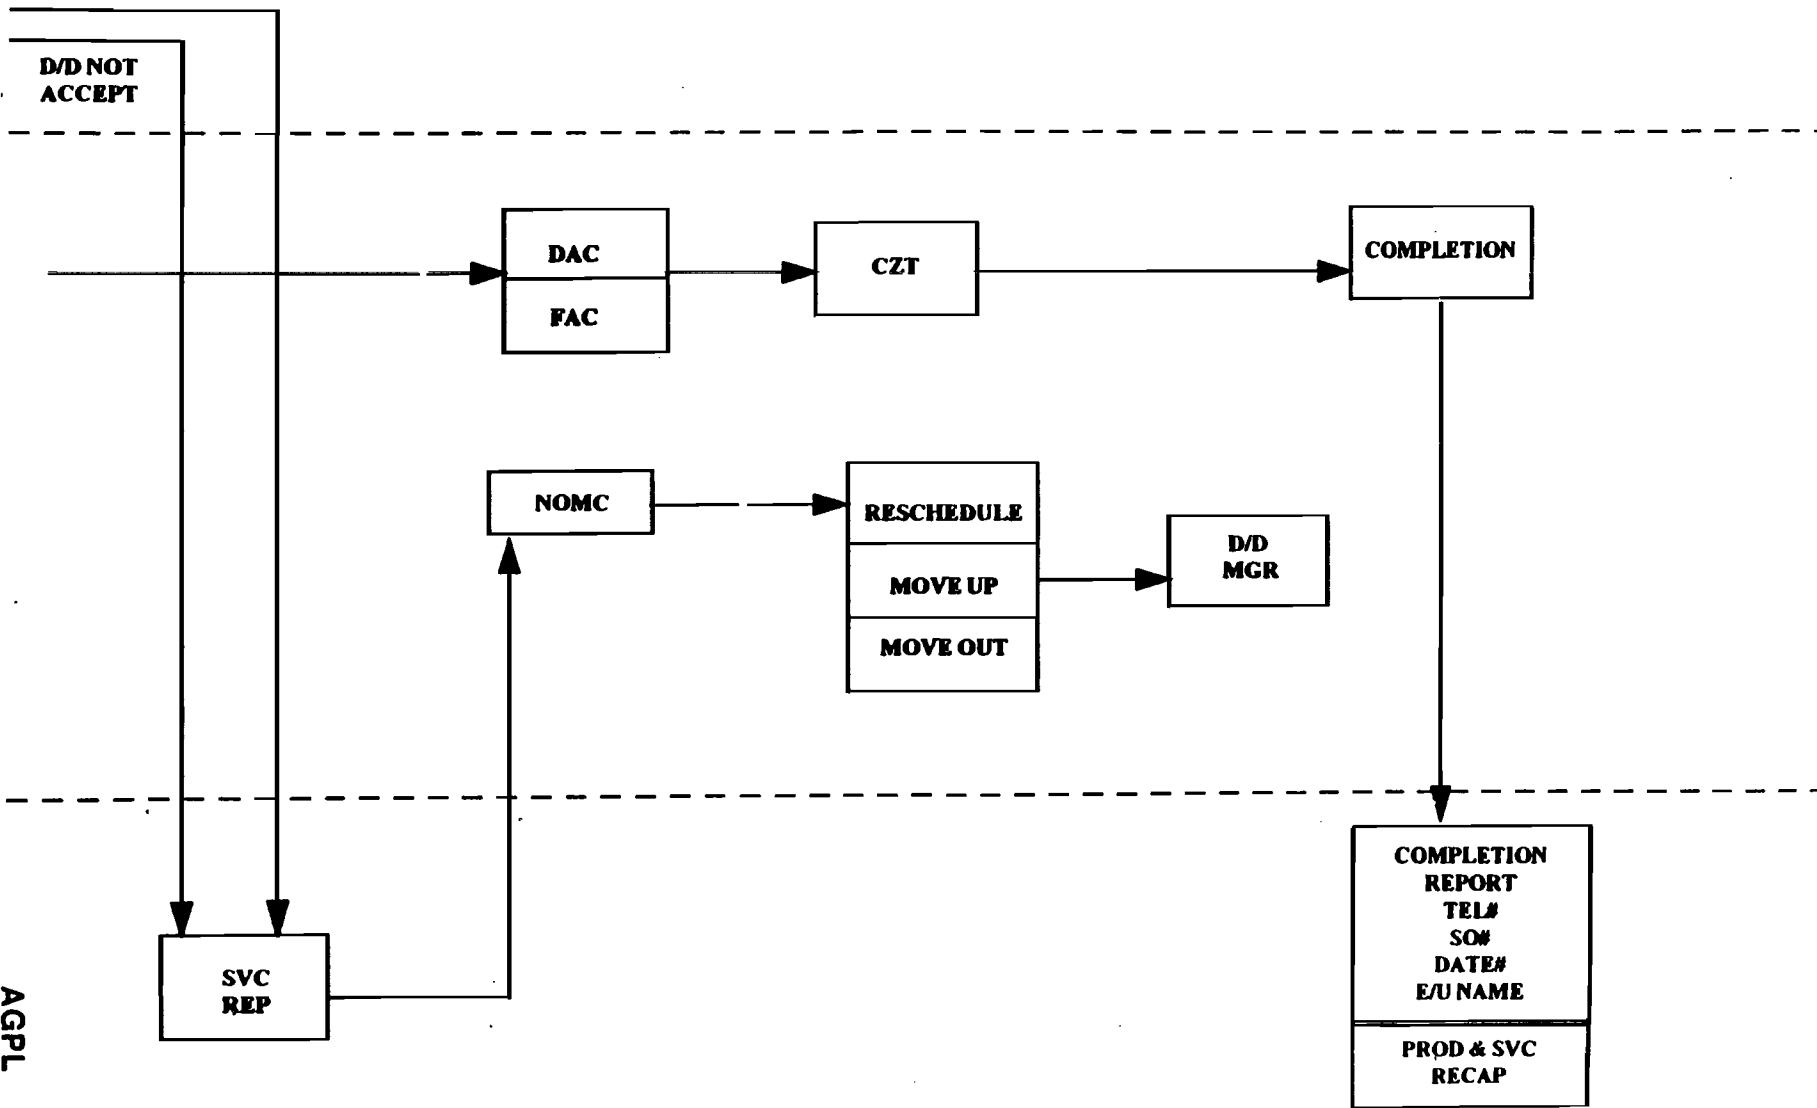 D/D NOT
ACCEPT
DAC
FAC
CZT
COMPLETION
NOMC
RESCHEDULE
MOVE UP
MOVE OUT
D/D
MGR
SVC
REP
COMPLETION
REPORT
TEL#
SO#
DATE#
E/U NAME
PROD & SVC
RECAP
AGPL